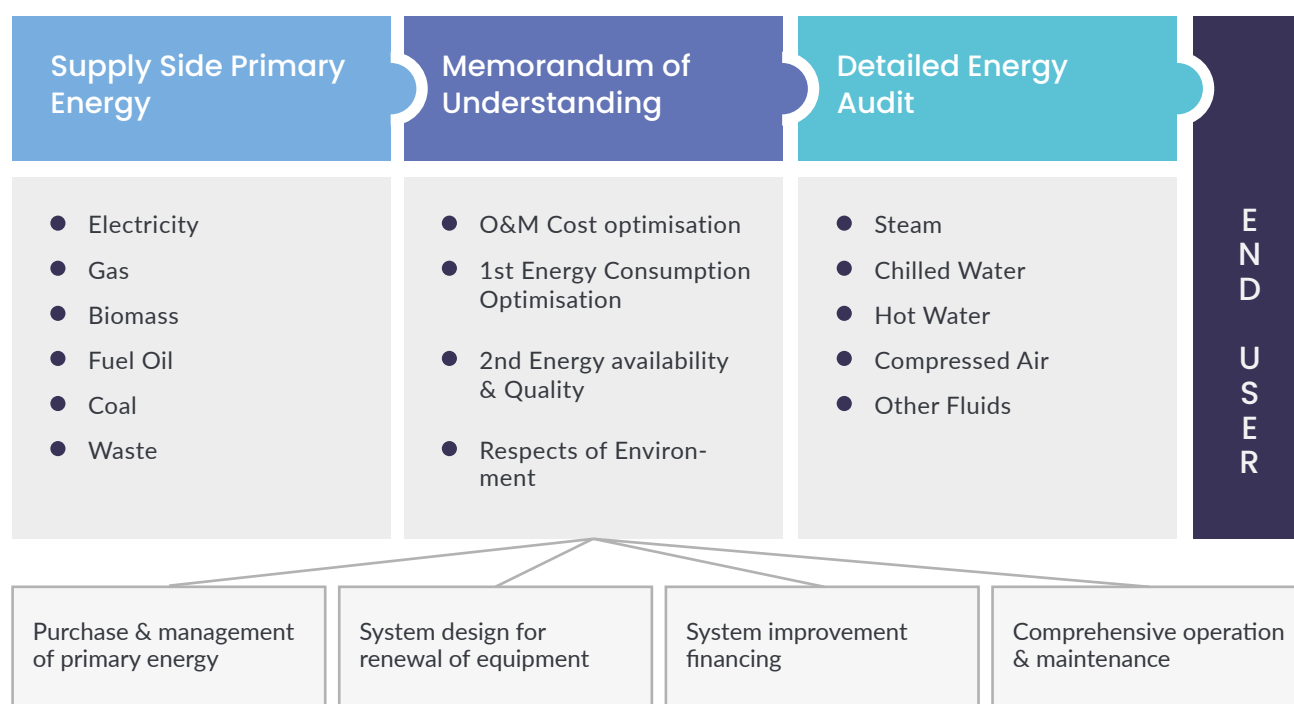 Supply Side Primary
Energy
Memorandum of
Understanding
Detailed Energy
Audit
Electricity
Gas
Biomass
Fuel Oil
Coal
Waste
O&M Cost optimisation
1st Energy Consumption
Optimisation
2nd Energy availability
& Quality
Respects of Environ-
ment
Steam
Chilled Water
Hot Water
Compressed Air
Other Fluids
END USER
Purchase & management
of primary energy
System design for
renewal of equipment
System improvement
financing
Comprehensive operation
& maintenance